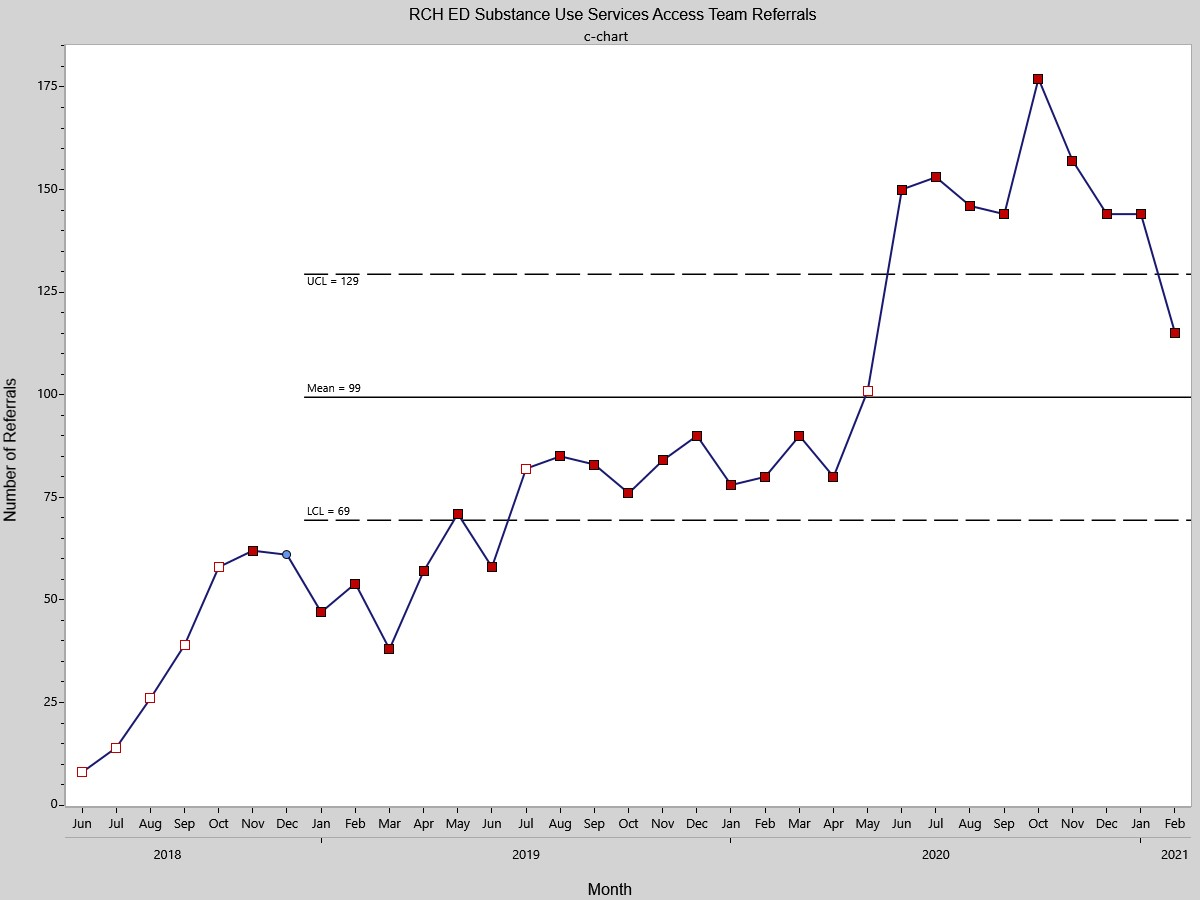 RCH ED Substance Use Services Access Team Referrals
c-chart
Number of Referrals
175
150
125
100
75
50
25
0
UCL = 129
Mean = 99
LCL = 69
Jun Jul Aug Sep Oct Nov Dec Jan Feb Mar Apr May Jun Jul Aug Sep Oct Nov Dec Jan Feb Mar Apr May Jun Jul Aug Sep Oct Nov Dec Jan Feb
2018 2019 2020 2021
Month